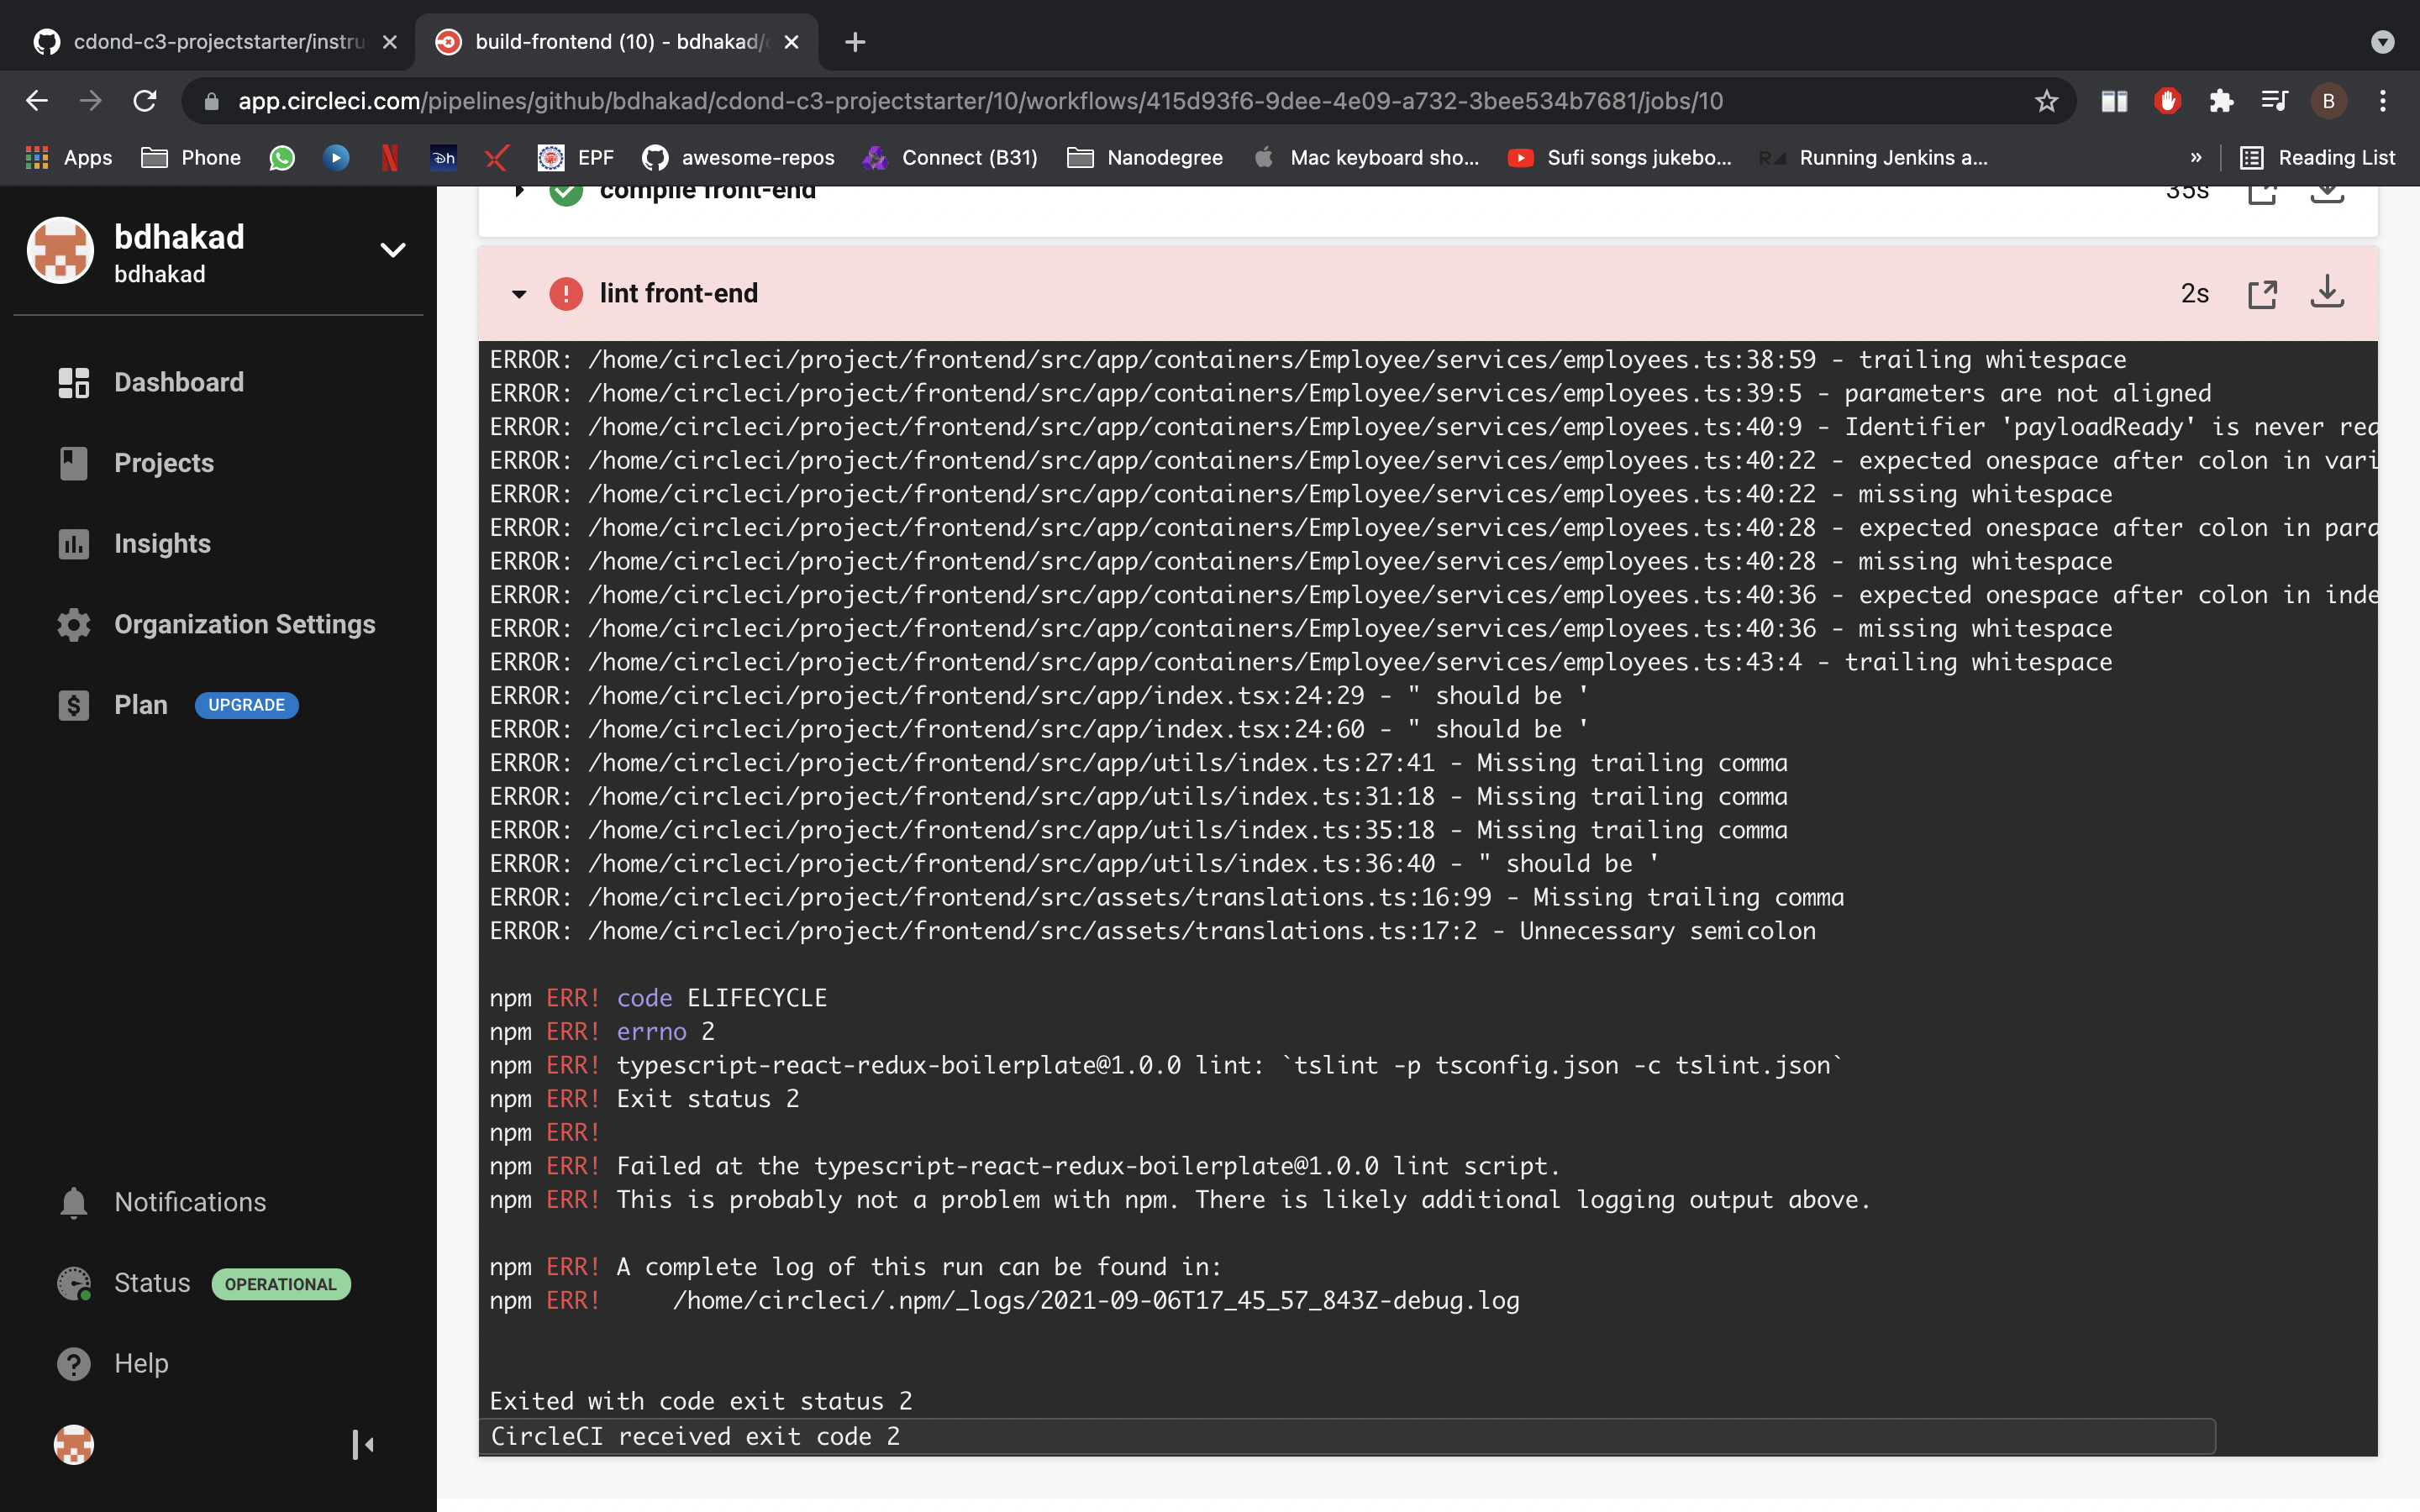 cdond-c3-projectstarter/instru
build-frontend (10) - bdhakad/
app.circleci.com/pipelines/github/bdhakad/cdond-c3-projectstarter/10/workflows/415d93f6-9dee-4e09-a732-3bee534b7681/jobs/10
B
Apps
Phone
EPF
awesome-repos
Connect (B31)
Nanodegree
Mac keyboard sho...
Sufi songs jukebo...
Running Jenkins a...
»
Reading List
bdhakad
bdhakad
Dashboard
Projects
Insights
Organization Settings
Plan UPGRADE
Notifications
Status OPERATIONAL
Help
compile front-end 35s
lint front-end 2s
ERROR: /home/circleci/project/frontend/src/app/containers/Employee/services/employees.ts:38:59 - trailing whitespace
ERROR: /home/circleci/project/frontend/src/app/containers/Employee/services/employees.ts:39:5 - parameters are not aligned
ERROR: /home/circleci/project/frontend/src/app/containers/Employee/services/employees.ts:40:9 - Identifier 'payloadReady' is never rea
ERROR: /home/circleci/project/frontend/src/app/containers/Employee/services/employees.ts:40:22 - expected onespace after colon in vari
ERROR: /home/circleci/project/frontend/src/app/containers/Employee/services/employees.ts:40:22 - missing whitespace
ERROR: /home/circleci/project/frontend/src/app/containers/Employee/services/employees.ts:40:28 - expected onespace after colon in para
ERROR: /home/circleci/project/frontend/src/app/containers/Employee/services/employees.ts:40:28 - missing whitespace
ERROR: /home/circleci/project/frontend/src/app/containers/Employee/services/employees.ts:40:36 - expected onespace after colon in inde
ERROR: /home/circleci/project/frontend/src/app/containers/Employee/services/employees.ts:40:36 - missing whitespace
ERROR: /home/circleci/project/frontend/src/app/containers/Employee/services/employees.ts:43:4 - trailing whitespace
ERROR: /home/circleci/project/frontend/src/app/index.tsx:24:29 - " should be '
ERROR: /home/circleci/project/frontend/src/app/index.tsx:24:60 - " should be '
ERROR: /home/circleci/project/frontend/src/app/utils/index.ts:27:41 - Missing trailing comma
ERROR: /home/circleci/project/frontend/src/app/utils/index.ts:31:18 - Missing trailing comma
ERROR: /home/circleci/project/frontend/src/app/utils/index.ts:35:18 - Missing trailing comma
ERROR: /home/circleci/project/frontend/src/app/utils/index.ts:36:40 - " should be '
ERROR: /home/circleci/project/frontend/src/assets/translations.ts:16:99 - Missing trailing comma
ERROR: /home/circleci/project/frontend/src/assets/translations.ts:17:2 - Unnecessary semicolon
npm ERR! code ELIFECYCLE
npm ERR! errno 2
npm ERR! typescript-react-redux-boilerplate@1.0.0 lint: `tslint -p tsconfig.json -c tslint.json`
npm ERR! Exit status 2
npm ERR!
npm ERR! Failed at the typescript-react-redux-boilerplate@1.0.0 lint script.
npm ERR! This is probably not a problem with npm. There is likely additional logging output above.
npm ERR! A complete log of this run can be found in:
npm ERR!     /home/circleci/.npm/_logs/2021-09-06T17_45_57_843Z-debug.log
Exited with code exit status 2
CircleCI received exit code 2